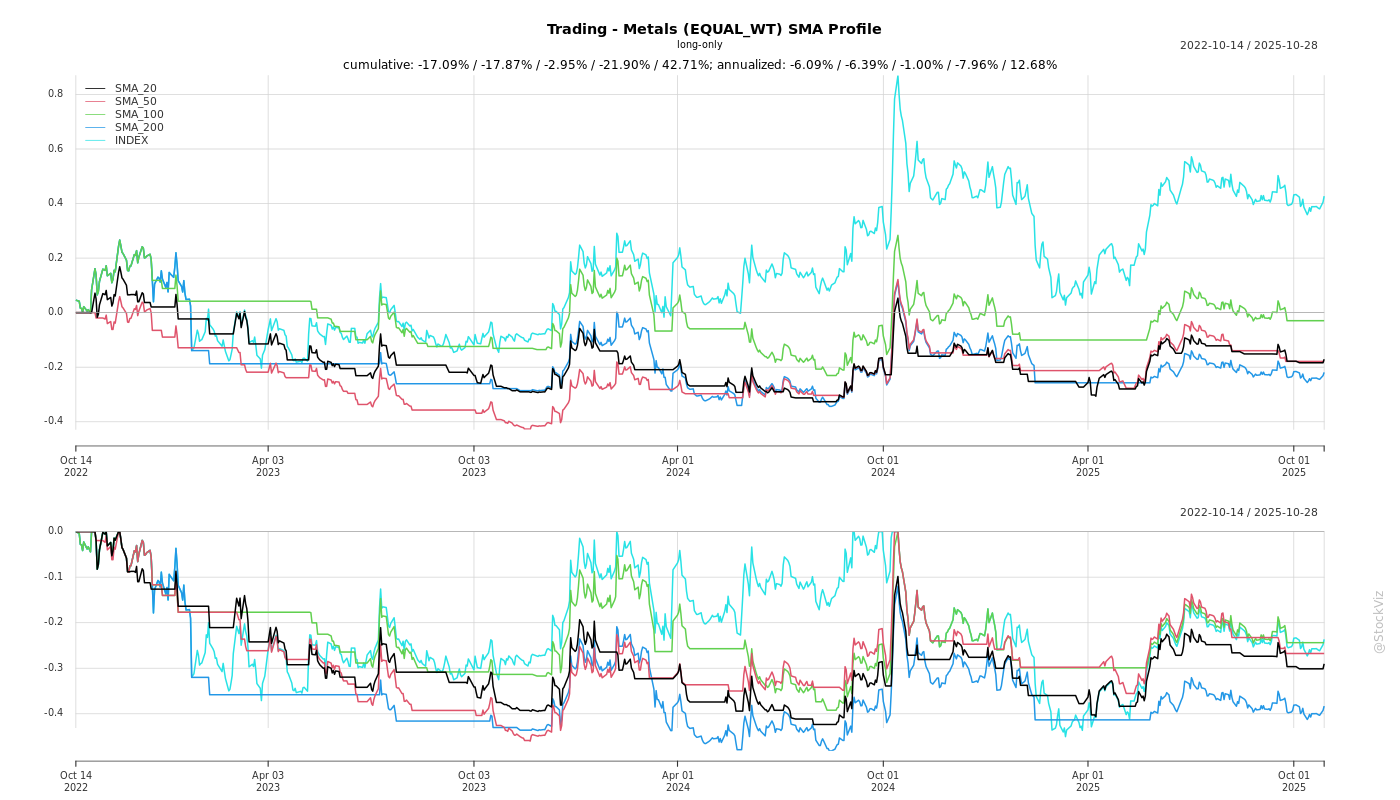 Trading - Metals (EQUAL_WT) SMA Profile
long-only
2022-10-14 / 2025-10-28
cumulative: -17.09% / -17.87% / -2.95% / -21.90% / 42.71%; annualized: -6.09% / -6.39% / -1.00% / -7.96% / 12.68%
SMA_20
SMA_50
SMA_100
SMA_200
INDEX
0.8
0.6
0.4
0.2
0.0
-0.2
-0.4
Oct 14 Apr 03 Oct 03 Apr 01 Oct 01 Apr 01 Oct 01
2022 2023 2023 2024 2024 2025 2025
2022-10-14 / 2025-10-28
0.0
-0.1
-0.2
-0.3
-0.4
Oct 14 Apr 03 Oct 03 Apr 01 Oct 01 Apr 01 Oct 01
2022 2023 2023 2024 2024 2025 2025
@StockViz